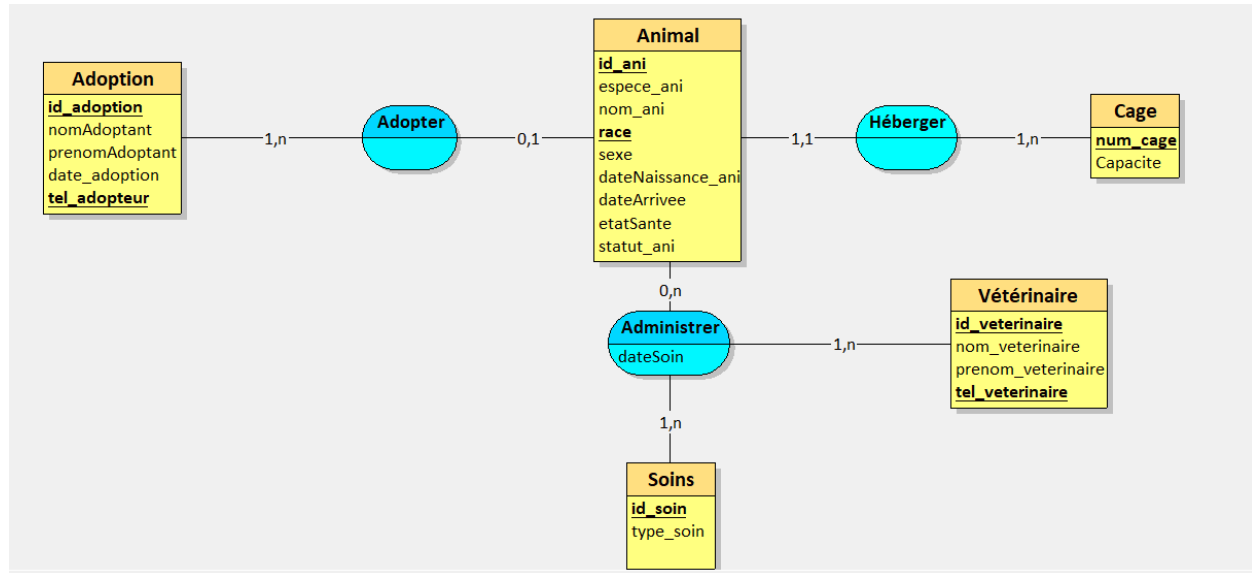 Adoption
id_adoption
nomAdoptant
prenomAdoptant
date_adoption
tel_adopteur
1,n
Adopter
0,1
Animal
id_ani
espece_ani
nom_ani
race
sexe
dateNaissance_ani
dateArrivee
etatSante
statut_ani
1,1
Héberger
1,n
Cage
num_cage
Capacite
0,n
Administrer
dateSoin
1,n
Vétérinaire
id_veterinaire
nom_veterinaire
prenom_veterinaire
tel_veterinaire
1,n
Soins
id_soin
type_soin